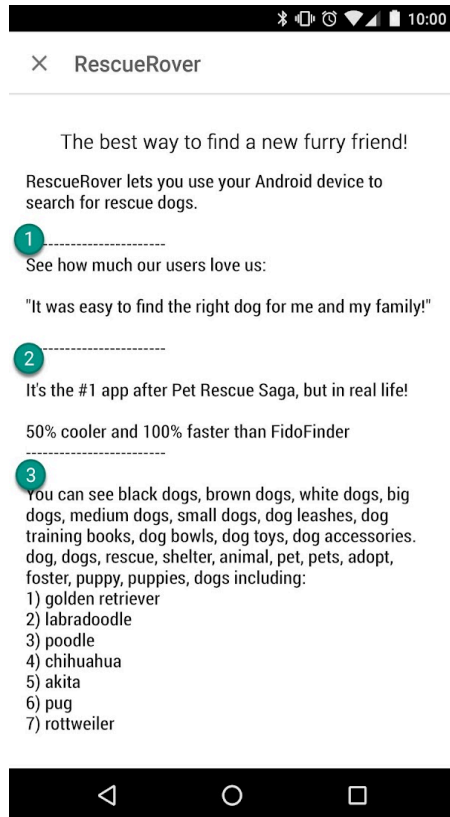 10:00
RescueRover
The best way to find a new furry friend!
RescueRover lets you use your Android device to
search for rescue dogs.
1
-----------------------
See how much our users love us:
"It was easy to find the right dog for me and my family!"
2
-----------------------
It's the #1 app after Pet Rescue Saga, but in real life!
50% cooler and 100% faster than FidoFinder
-------------------------
3
You can see black dogs, brown dogs, white dogs, big
dogs, medium dogs, small dogs, dog leashes, dog
training books, dog bowls, dog toys, dog accessories.
dog, dogs, rescue, shelter, animal, pet, pets, adopt,
foster, puppy, puppies, dogs including:
1) golden retriever
2) labradoodle
3) poodle
4) chihuahua
5) akita
6) pug
7) rottweiler